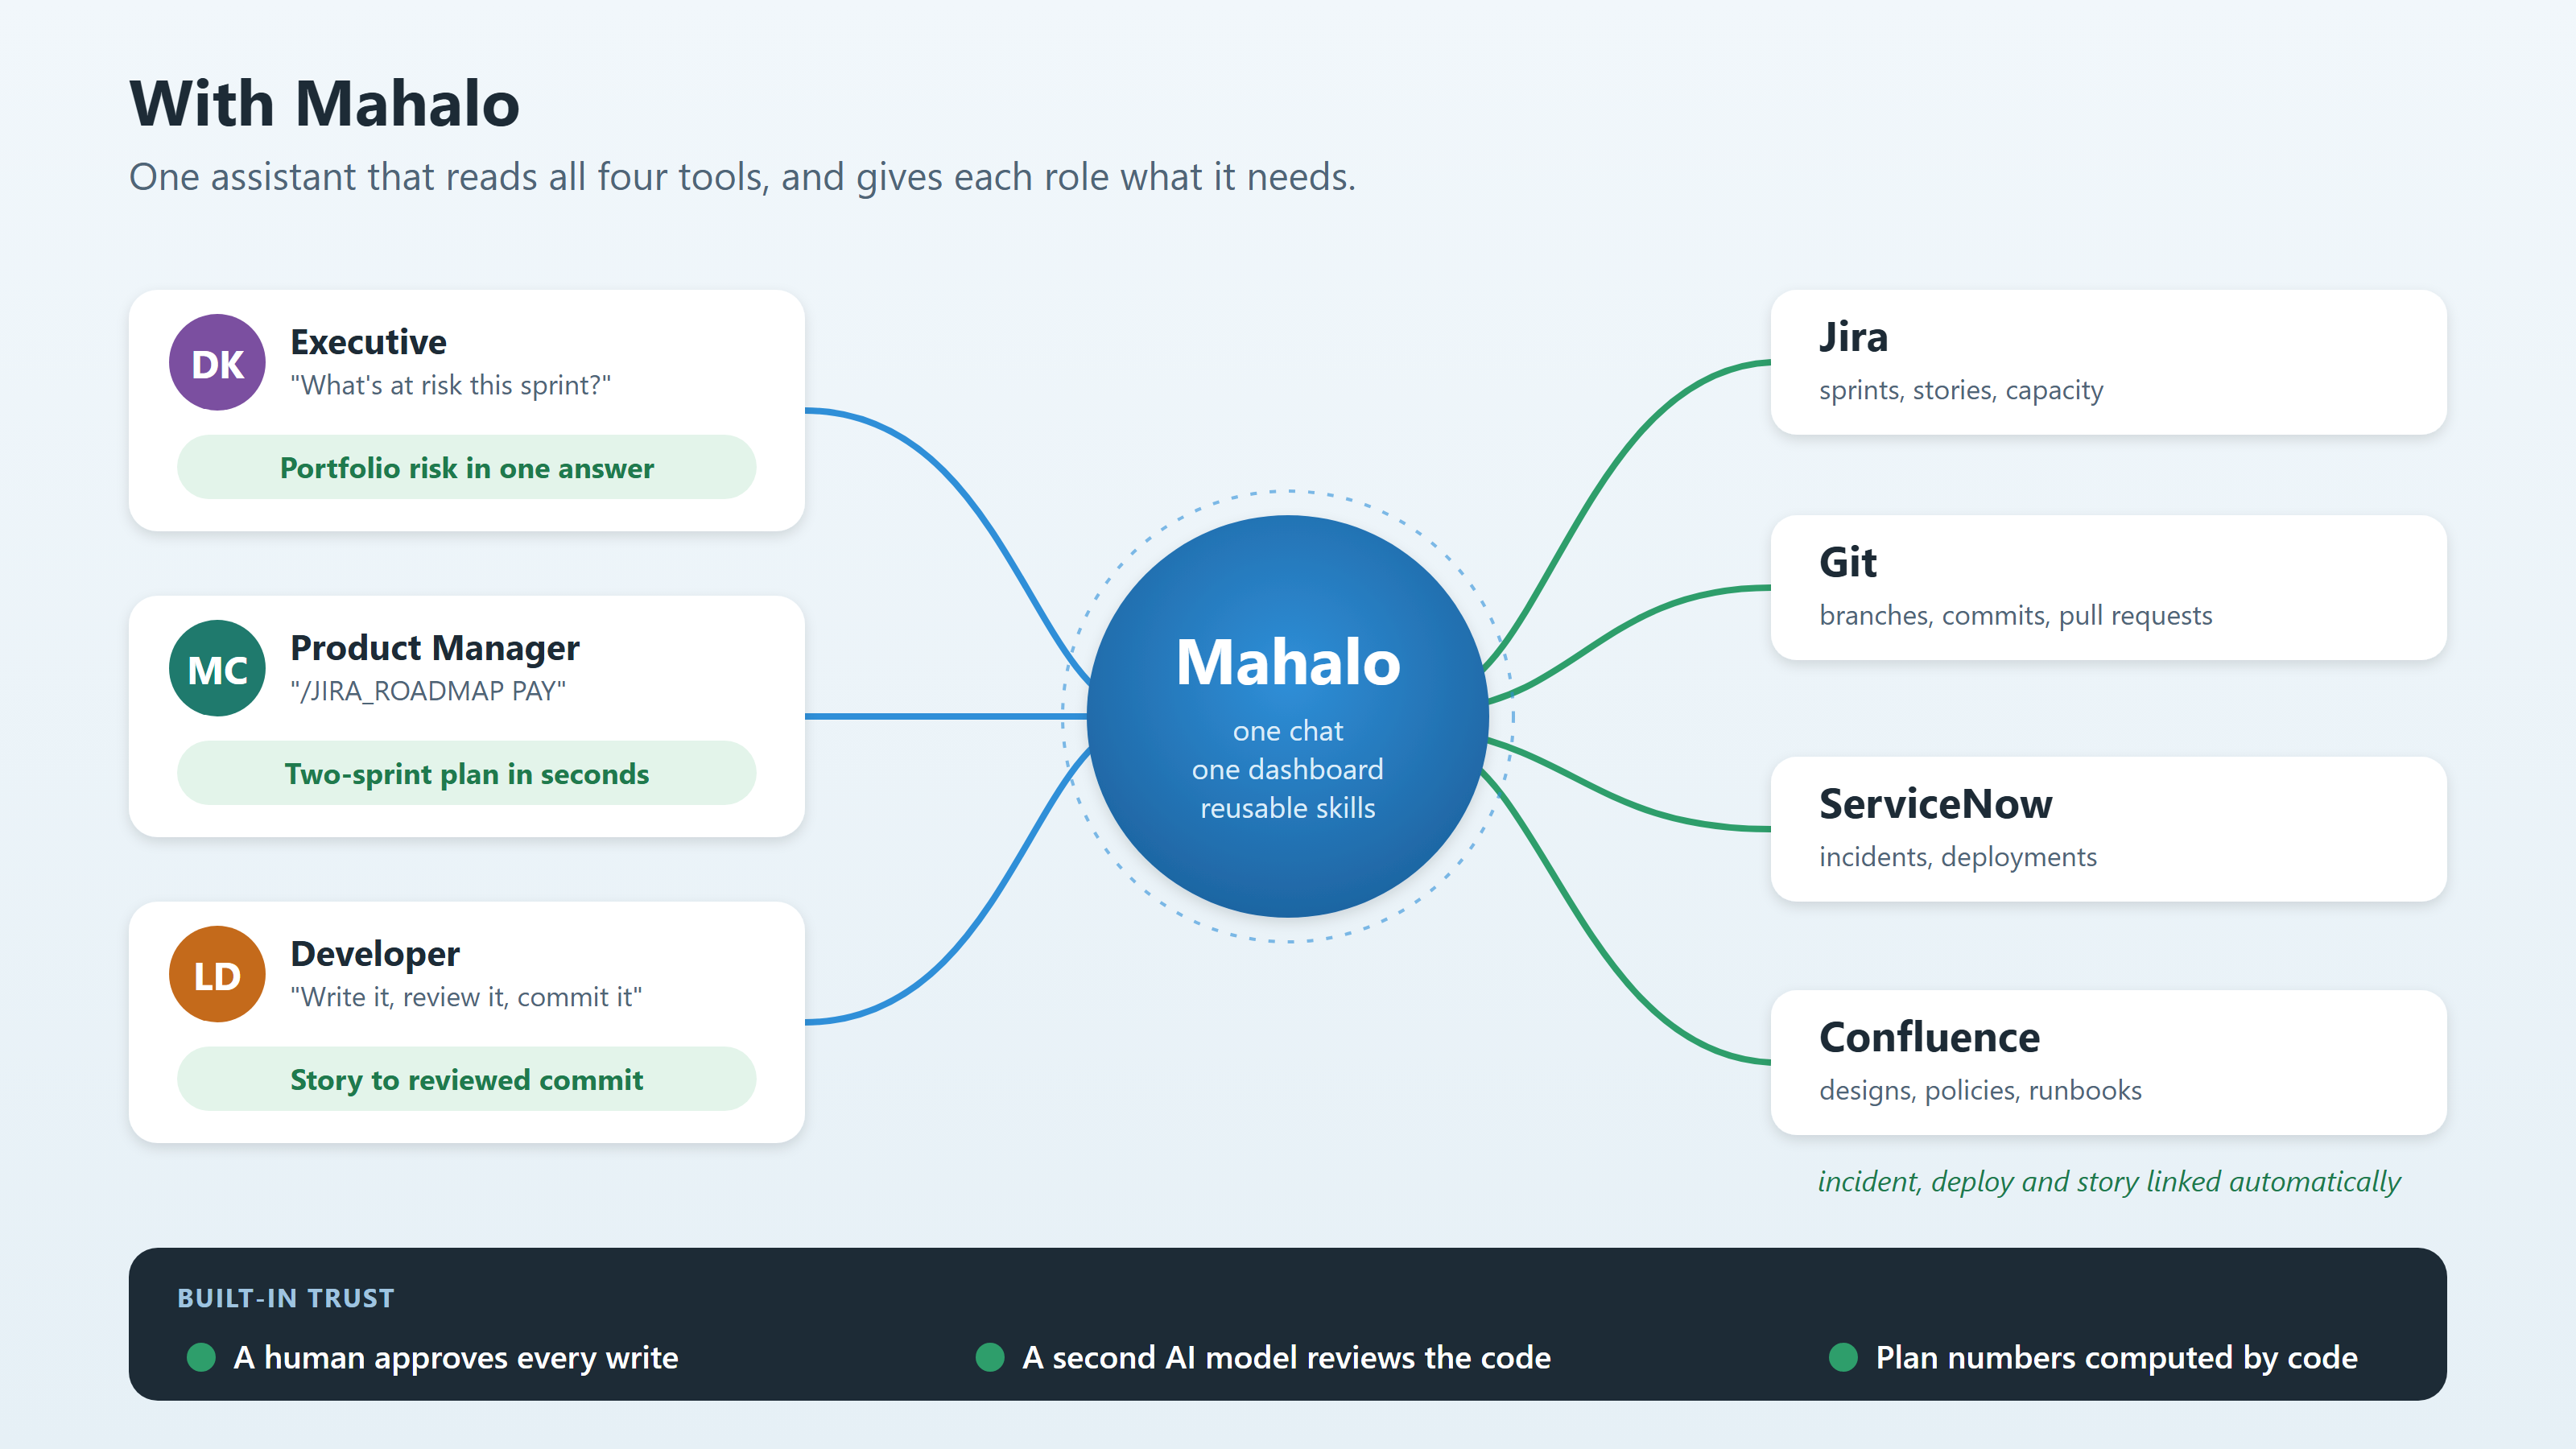 With Mahalo
One assistant that reads all four tools, and gives each role what it needs.
DK
Executive
"What's at risk this sprint?"
Portfolio risk in one answer
MC
Product Manager
"/JIRA_ROADMAP PAY"
Two-sprint plan in seconds
LD
Developer
"Write it, review it, commit it"
Story to reviewed commit
Mahalo
one chat
one dashboard
reusable skills
Jira
sprints, stories, capacity
Git
branches, commits, pull requests
ServiceNow
incidents, deployments
Confluence
designs, policies, runbooks
incident, deploy and story linked automatically
BUILT-IN TRUST
A human approves every write
A second AI model reviews the code
Plan numbers computed by code